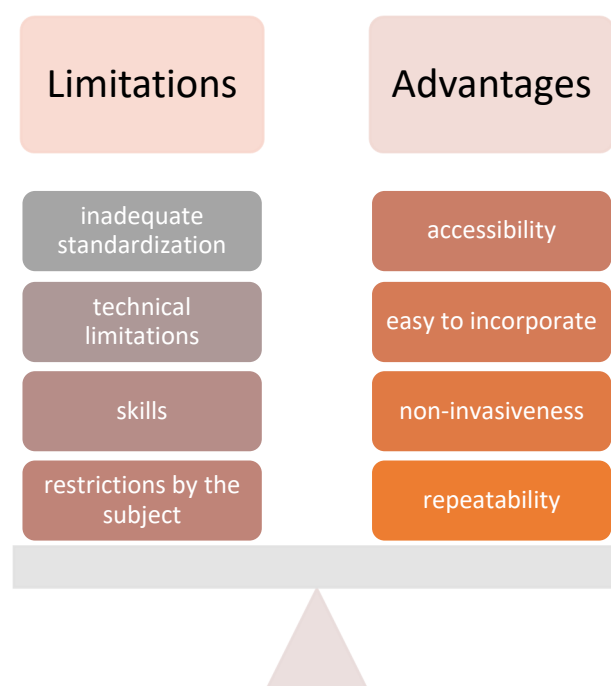 Limitations
Advantages
inadequate
standardization
technical
limitations
skills
restrictions by the
subject
accessibility
easy to incorporate
non-invasiveness
repeatability